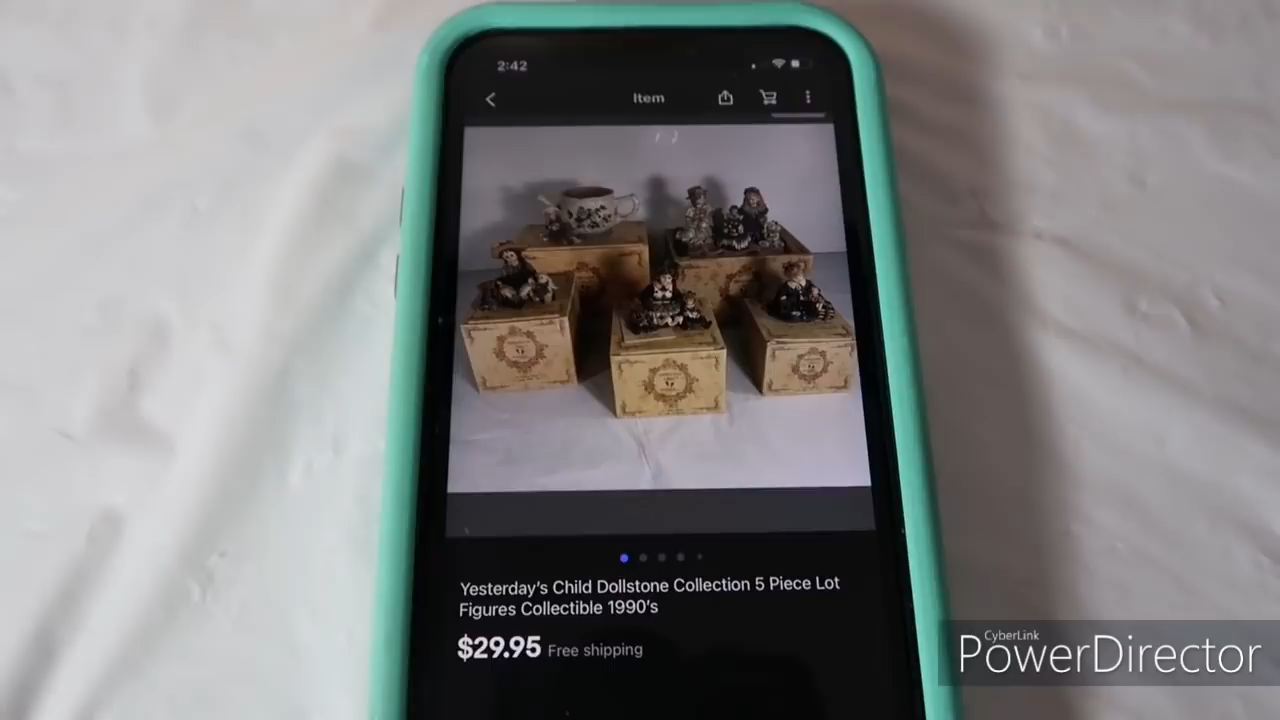 2:42
Item
Yesterday's Child Dollstone Collection 5 Piece Lot
Figures Collectible 1990's
$29.95 Free shipping
CyberLink
PowerDirector